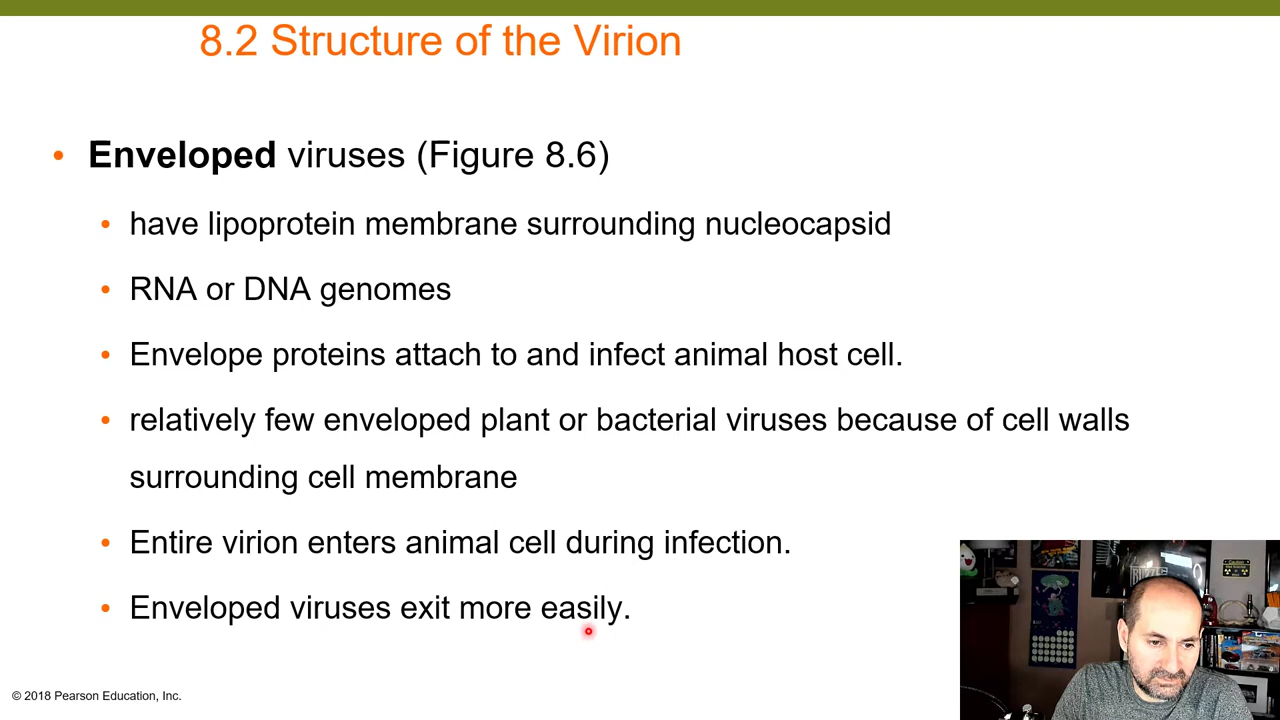 8.2 Structure of the Virion
• Enveloped viruses (Figure 8.6)
• have lipoprotein membrane surrounding nucleocapsid
• RNA or DNA genomes
• Envelope proteins attach to and infect animal host cell.
• relatively few enveloped plant or bacterial viruses because of cell walls
surrounding cell membrane
• Entire virion enters animal cell during infection.
• Enveloped viruses exit more easily.
© 2018 Pearson Education, Inc.